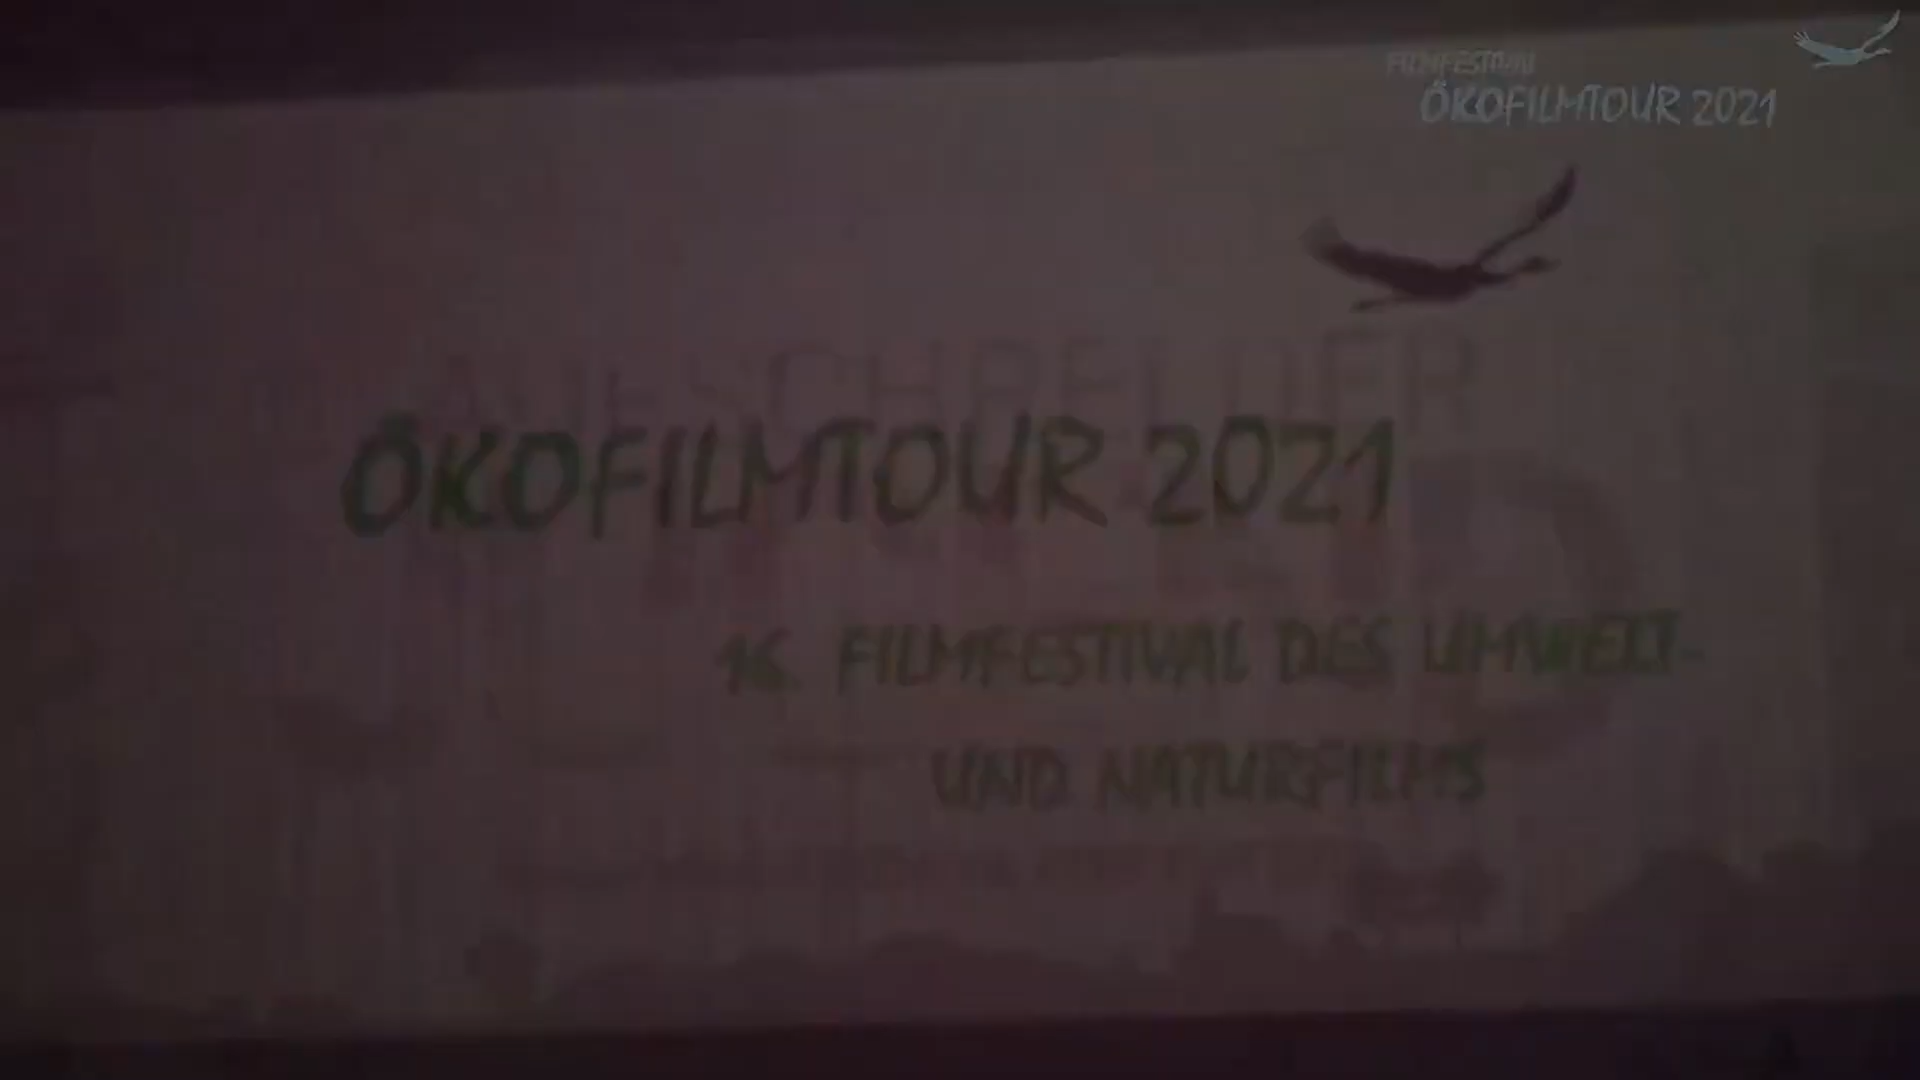 FILMFESTIVAL
ÖKOFILMTOUR 2021
ÖKOFILMTOUR 2021
16. FILMFESTIVAL DES UMWELT-
UND NATURFILMS